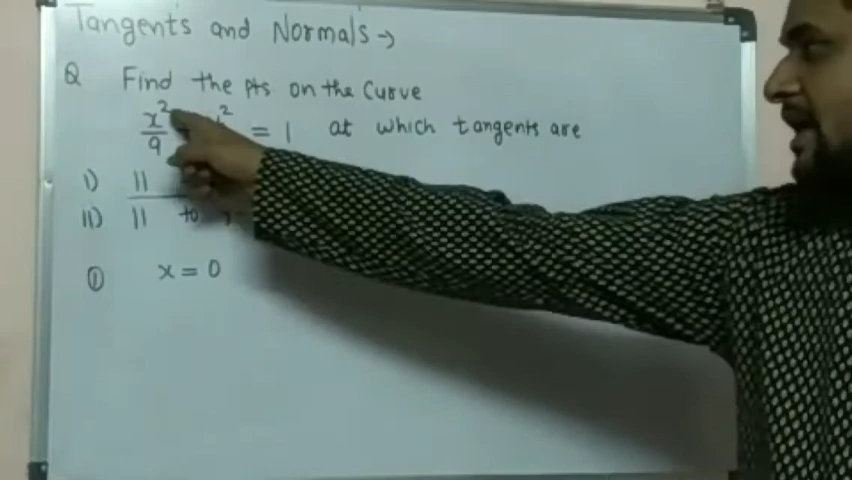 Tangents and Normals →
Q Find the pts on the curve
x²/9 ² = 1 at which tangents are
i) ||
ii) || to
① x = 0